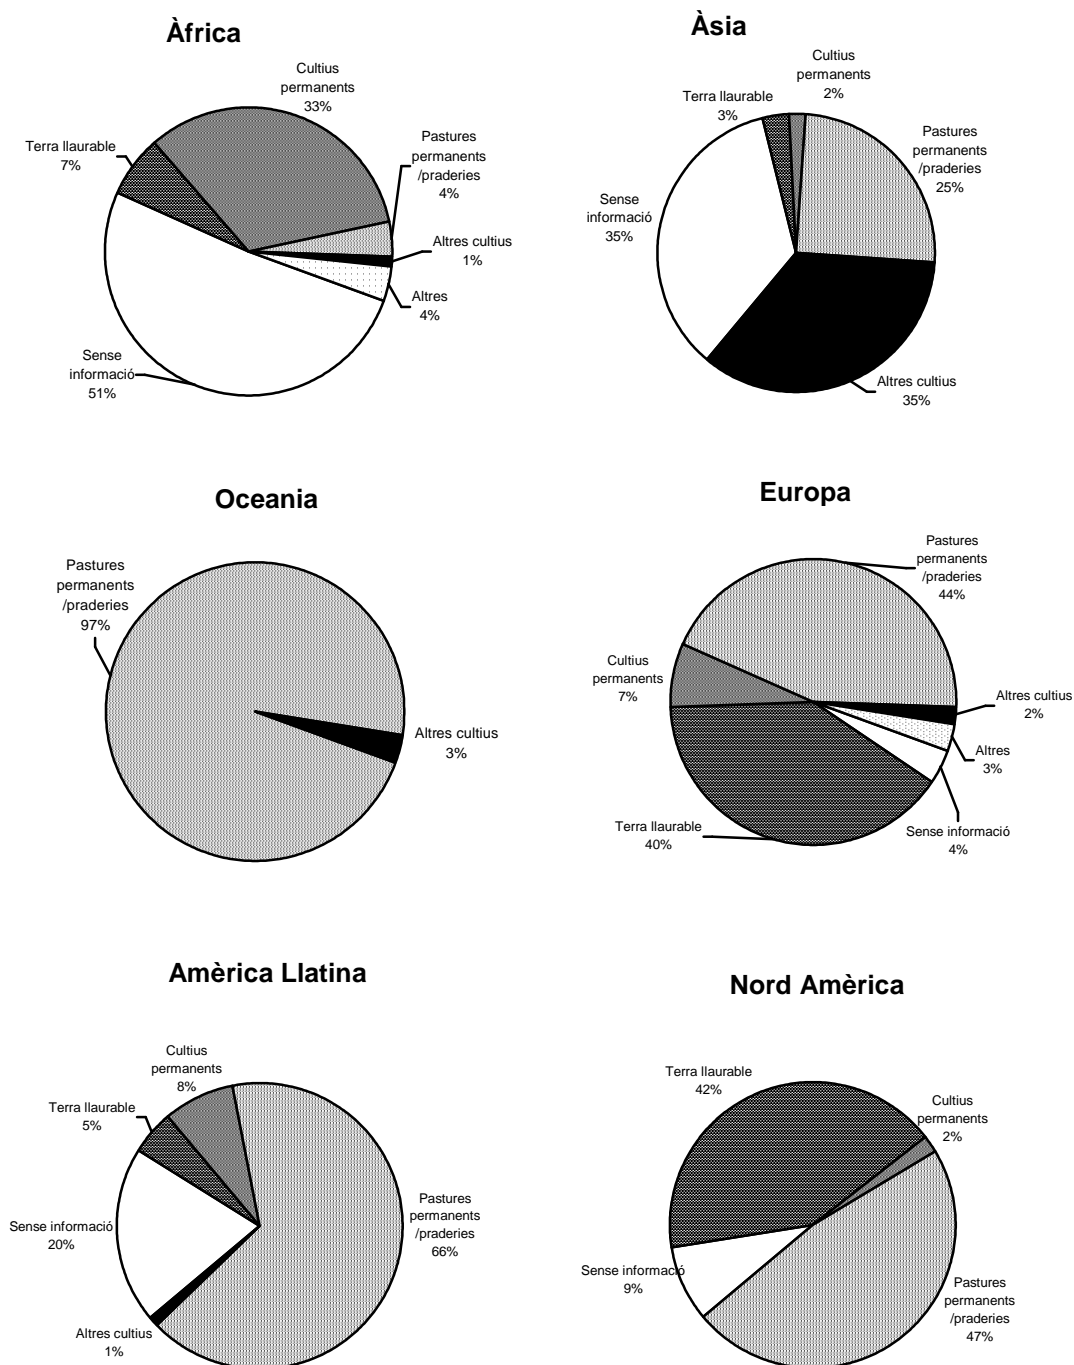 Àfrica
Cultius
permanents
33%
Terra llaurable
7%
Pastures
permanents
/praderies
4%
Altres cultius
1%
Altres
4%
Sense
informació
51%
Àsia
Cultius
permanents
2%
Terra llaurable
3%
Pastures
permanents
/praderies
25%
Sense
informació
35%
Altres cultius
35%
Oceania
Pastures
permanents
/praderies
97%
Altres cultius
3%
Europa
Pastures
permanents
/praderies
44%
Cultius
permanents
7%
Altres cultius
2%
Altres
3%
Sense informació
4%
Terra llaurable
40%
Amèrica Llatina
Cultius
permanents
8%
Terra llaurable
5%
Pastures
permanents
/praderies
66%
Sense informació
20%
Altres cultius
1%
Nord Amèrica
Terra llaurable
42%
Cultius
permanents
2%
Sense informació
9%
Pastures
permanents
/praderies
47%